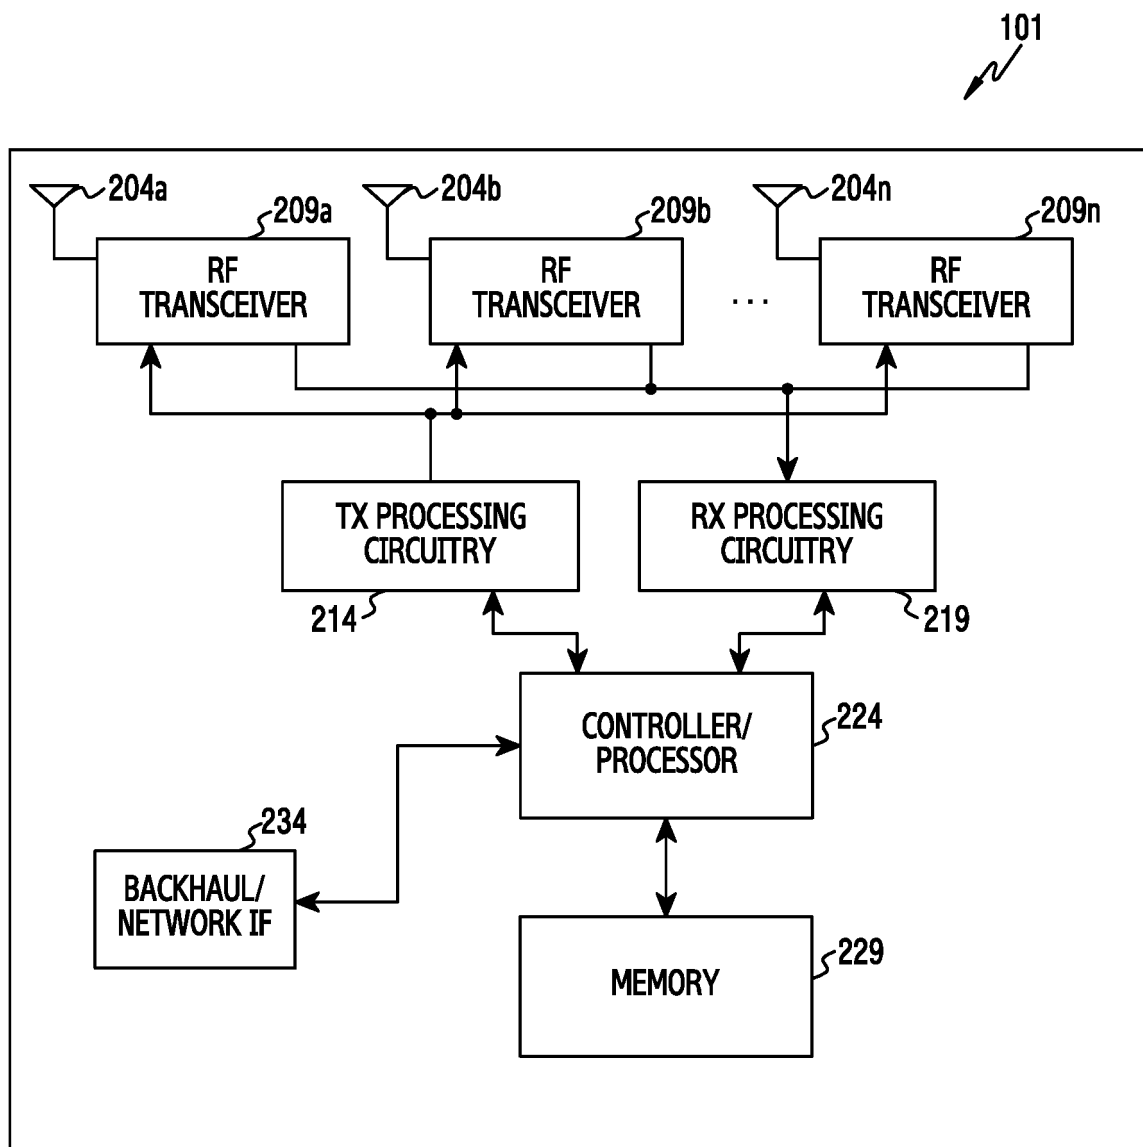 101
204a
204b
204n
209a
209b
209n
RF
TRANSCEIVER
RF
TRANSCEIVER
...
RF
TRANSCEIVER
TX PROCESSING
CIRCUITRY
RX PROCESSING
CIRCUITRY
214
219
CONTROLLER/
PROCESSOR
224
234
BACKHAUL/
NETWORK IF
MEMORY
229